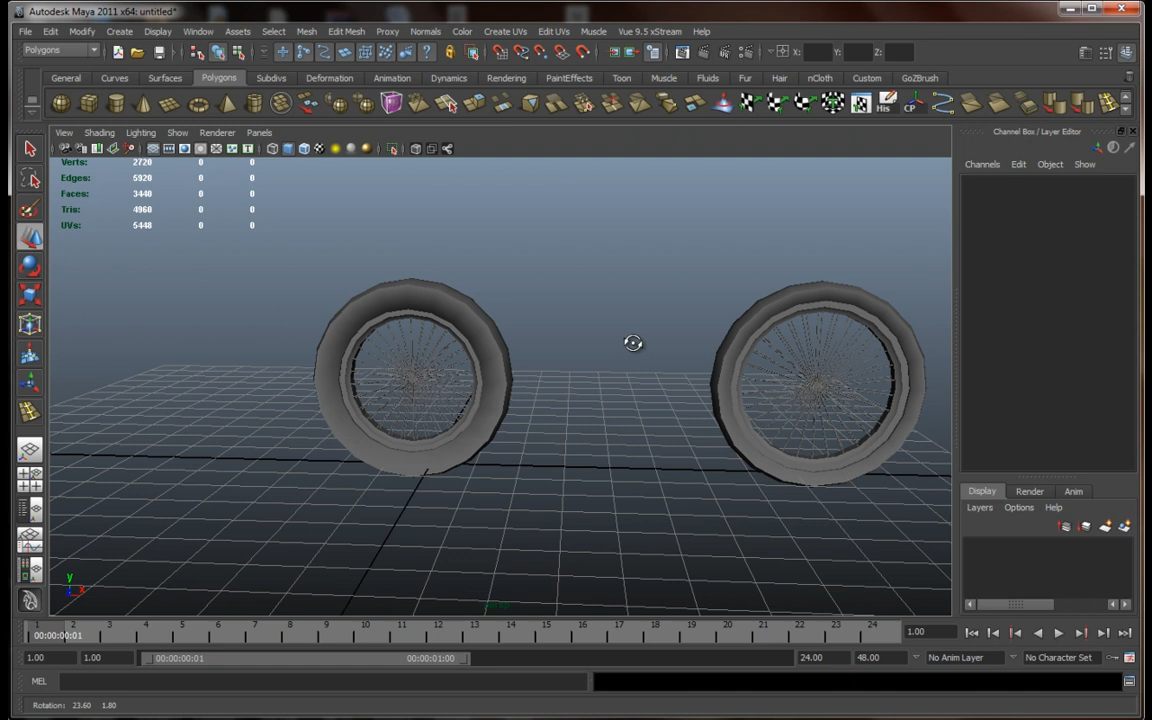 Autodesk Maya 2011 x64: untitled*
File Edit Modify Create Display Window Assets Select Mesh Edit Mesh Proxy Normals Color Create UVs Edit UVs Muscle Vue 9.5 xStream Help
Polygons X: Y: Z:
General Curves Surfaces Polygons Subdivs Deformation Animation Dynamics Rendering PaintEffects Toon Muscle Fluids Fur Hair nCloth Custom GoZBrush
His CP
View Shading Lighting Show Renderer Panels
Channel Box / Layer Editor
Channels Edit Object Show
Verts: 2720 0 0
Edges: 5920 0 0
Faces: 3440 0 0
Tris: 4960 0 0
UVs: 5448 0 0
Display Render Anim
Layers Options Help
y
x
persp
1 2 3 4 5 6 7 8 9 10 11 12 13 14 15 16 17 18 19 20 21 22 23 24
00:00:00:01
1.00
1.00 1.00 00:00:00:01 00:00:01:00 24.00 48.00 No Anim Layer No Character Set
MEL
Rotation: 23.60 1.80